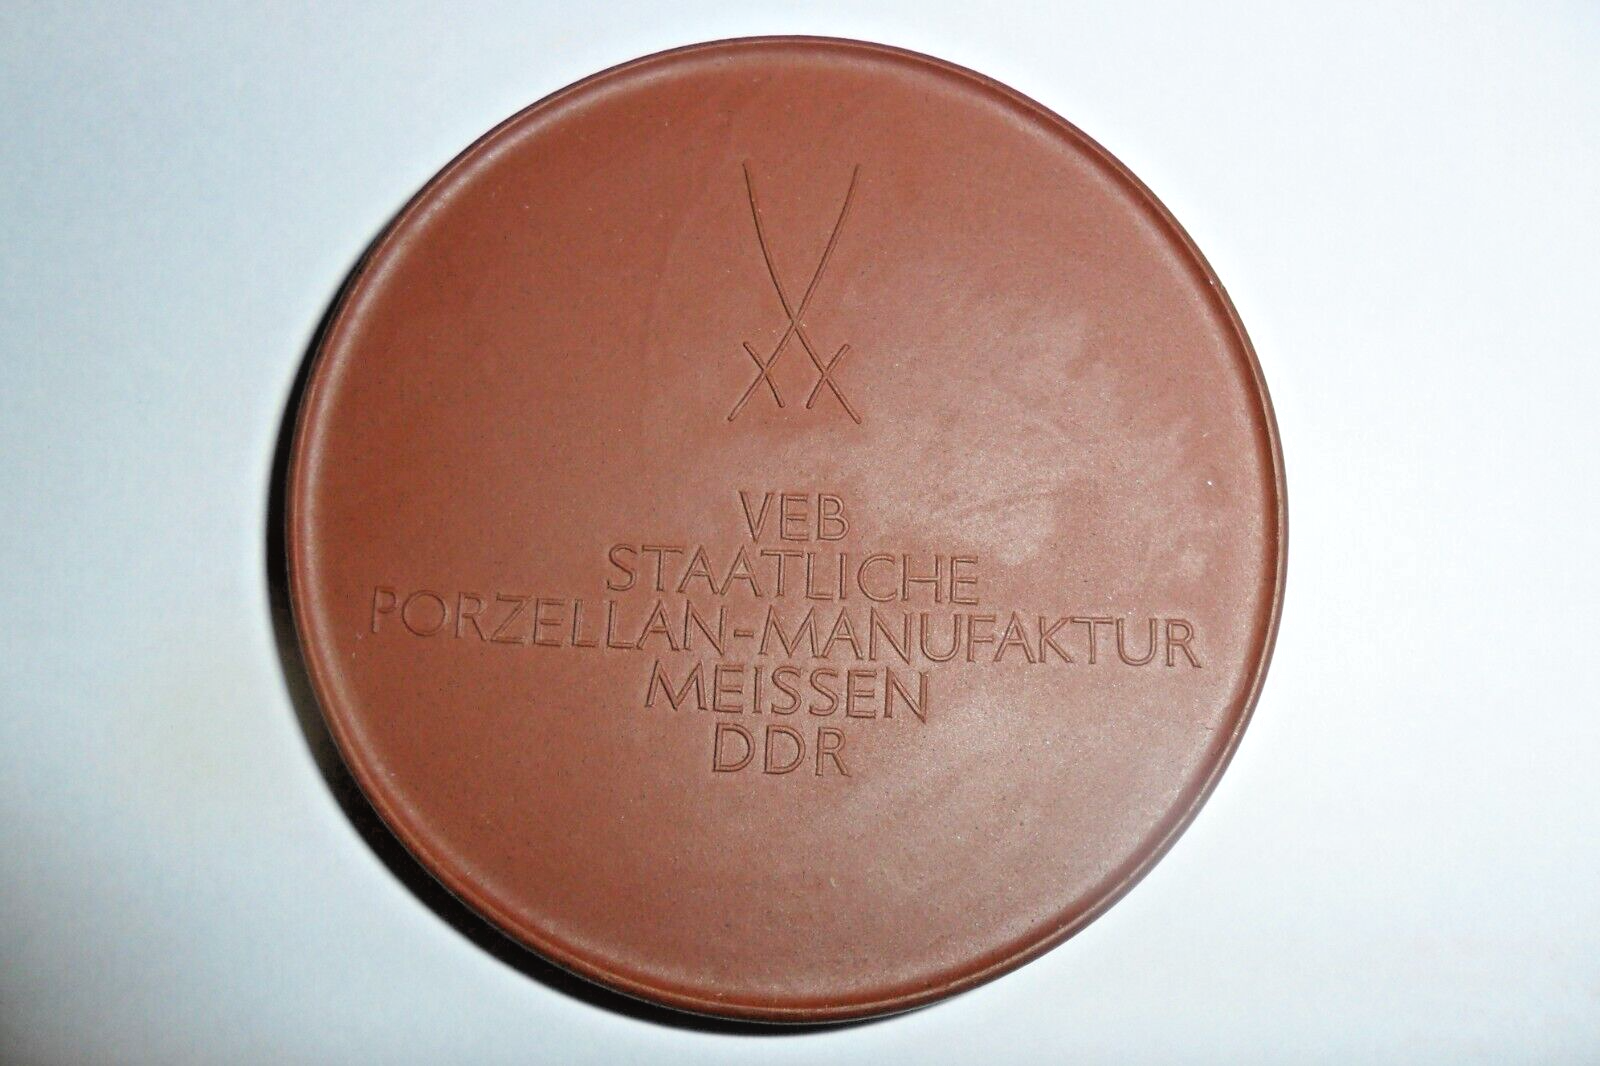 VEB
STAATLICHE
PORZELLAN-MANUFAKTUR
MEISSEN
DDR